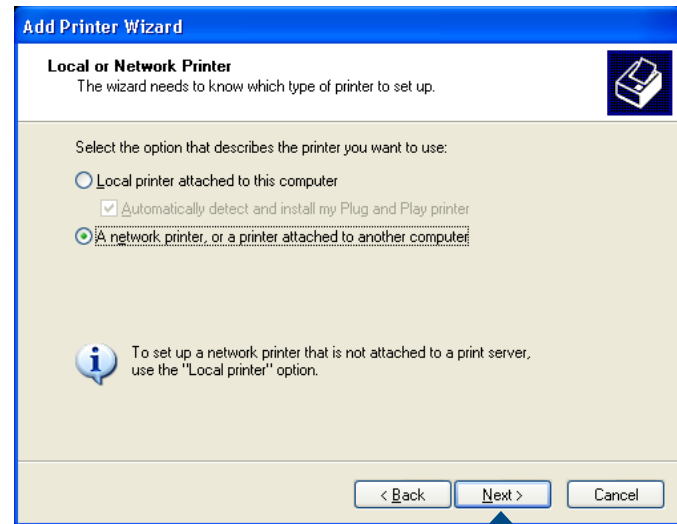 Add Printer Wizard
Local or Network Printer
The wizard needs to know which type of printer to set up.
Select the option that describes the printer you want to use:
Local printer attached to this computer
Automatically detect and install my Plug and Play printer
A network printer, or a printer attached to another computer
To set up a network printer that is not attached to a print server,
use the "Local printer" option.
< Back Next > Cancel